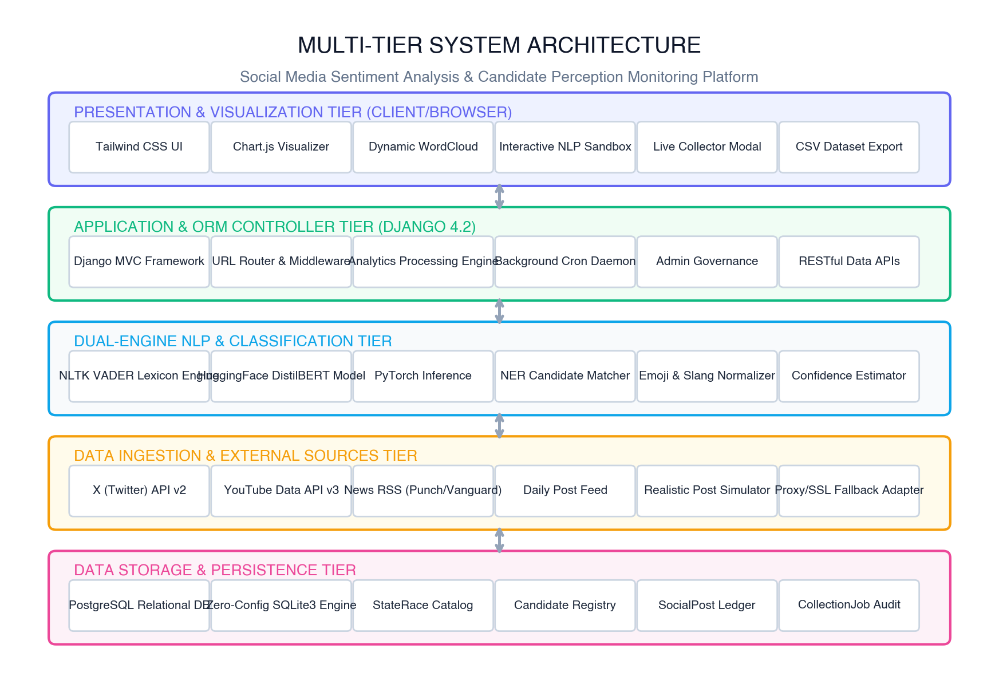 MULTI-TIER SYSTEM ARCHITECTURE
Social Media Sentiment Analysis & Candidate Perception Monitoring Platform
PRESENTATION & VISUALIZATION TIER (CLIENT/BROWSER)
Tailwind CSS UI
Chart.js Visualizer
Dynamic WordCloud
Interactive NLP Sandbox
Live Collector Modal
CSV Dataset Export
APPLICATION & ORM CONTROLLER TIER (DJANGO 4.2)
Django MVC Framework
URL Router & Middleware
Analytics Processing Engine
Background Cron Daemon
Admin Governance
RESTful Data APIs
DUAL-ENGINE NLP & CLASSIFICATION TIER
NLTK VADER Lexicon Engine
HuggingFace DistilBERT Model
PyTorch Inference
NER Candidate Matcher
Emoji & Slang Normalizer
Confidence Estimator
DATA INGESTION & EXTERNAL SOURCES TIER
X (Twitter) API v2
YouTube Data API v3
News RSS (Punch/Vanguard)
Daily Post Feed
Realistic Post Simulator
Proxy/SSL Fallback Adapter
DATA STORAGE & PERSISTENCE TIER
PostgreSQL Relational DB
Zero-Config SQLite3 Engine
StateRace Catalog
Candidate Registry
SocialPost Ledger
CollectionJob Audit